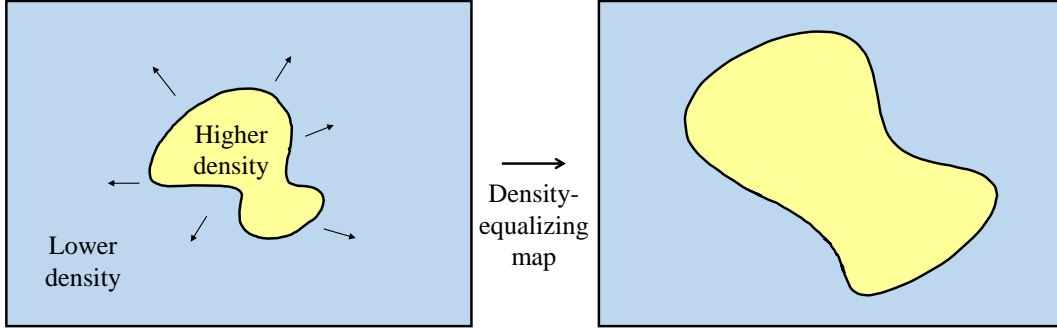 Higher
density
Lower
density
Density-
equalizing
map